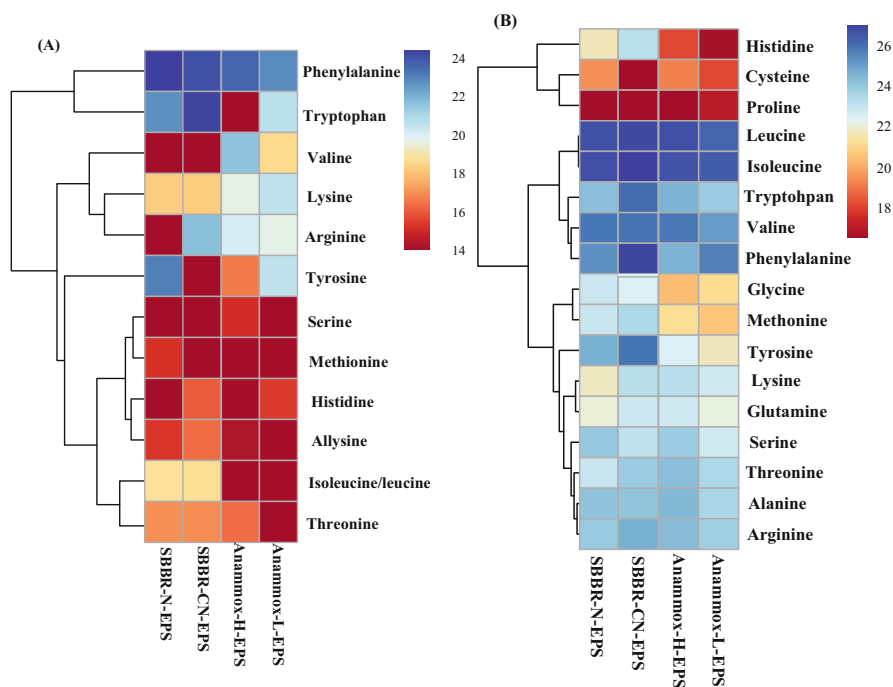 (A)
Phenylalanine
Tryptophan
Valine
Lysine
Arginine
Tyrosine
Serine
Methionine
Histidine
Allysine
Isoleucine/leucine
Threonine
24
22
20
18
16
14
SBBR-N-EPS
SBBR-CN-EPS
Anammox-H-EPS
Anammox-L-EPS
(B)
Histidine
Cysteine
Proline
Leucine
Isoleucine
Tryptohpan
Valine
Phenylalanine
Glycine
Methonine
Tyrosine
Lysine
Glutamine
Serine
Threonine
Alanine
Arginine
26
24
22
20
18
SBBR-N-EPS
SBBR-CN-EPS
Anammox-H-EPS
Anammox-L-EPS